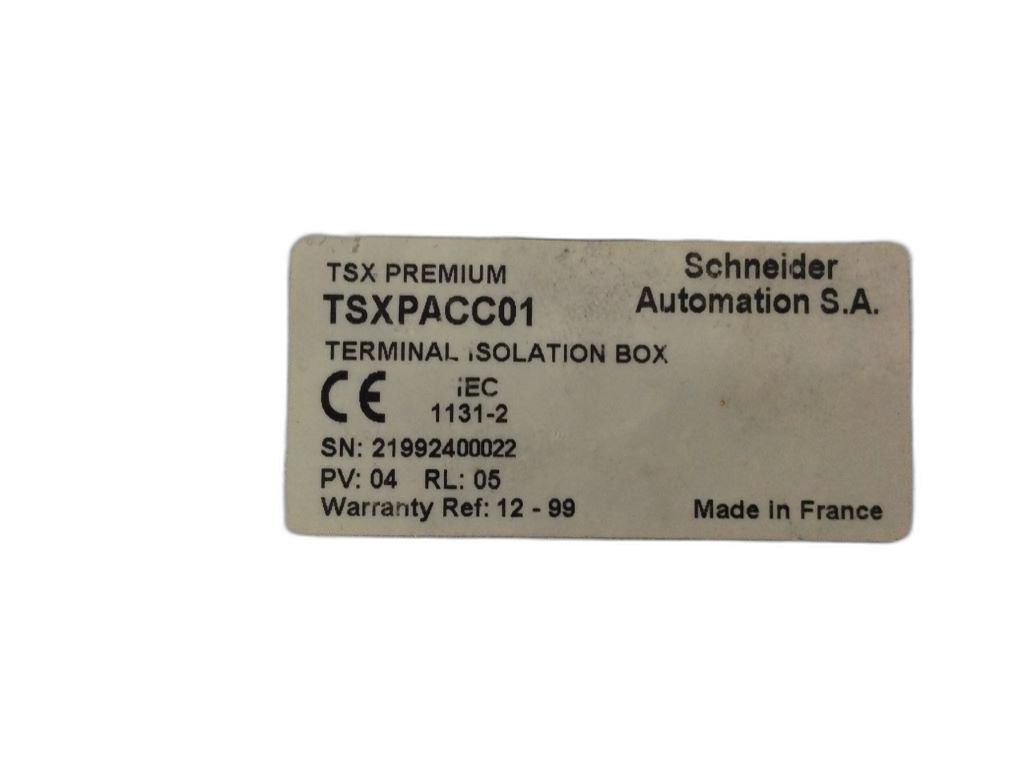 TSX PREMIUM
Schneider
TSXPACC01
Automation S.A.
TERMINAL ISOLATION BOX
CE
IEC
1131-2
SN: 21992400022
PV: 04 RL: 05
Warranty Ref: 12 - 99
Made in France